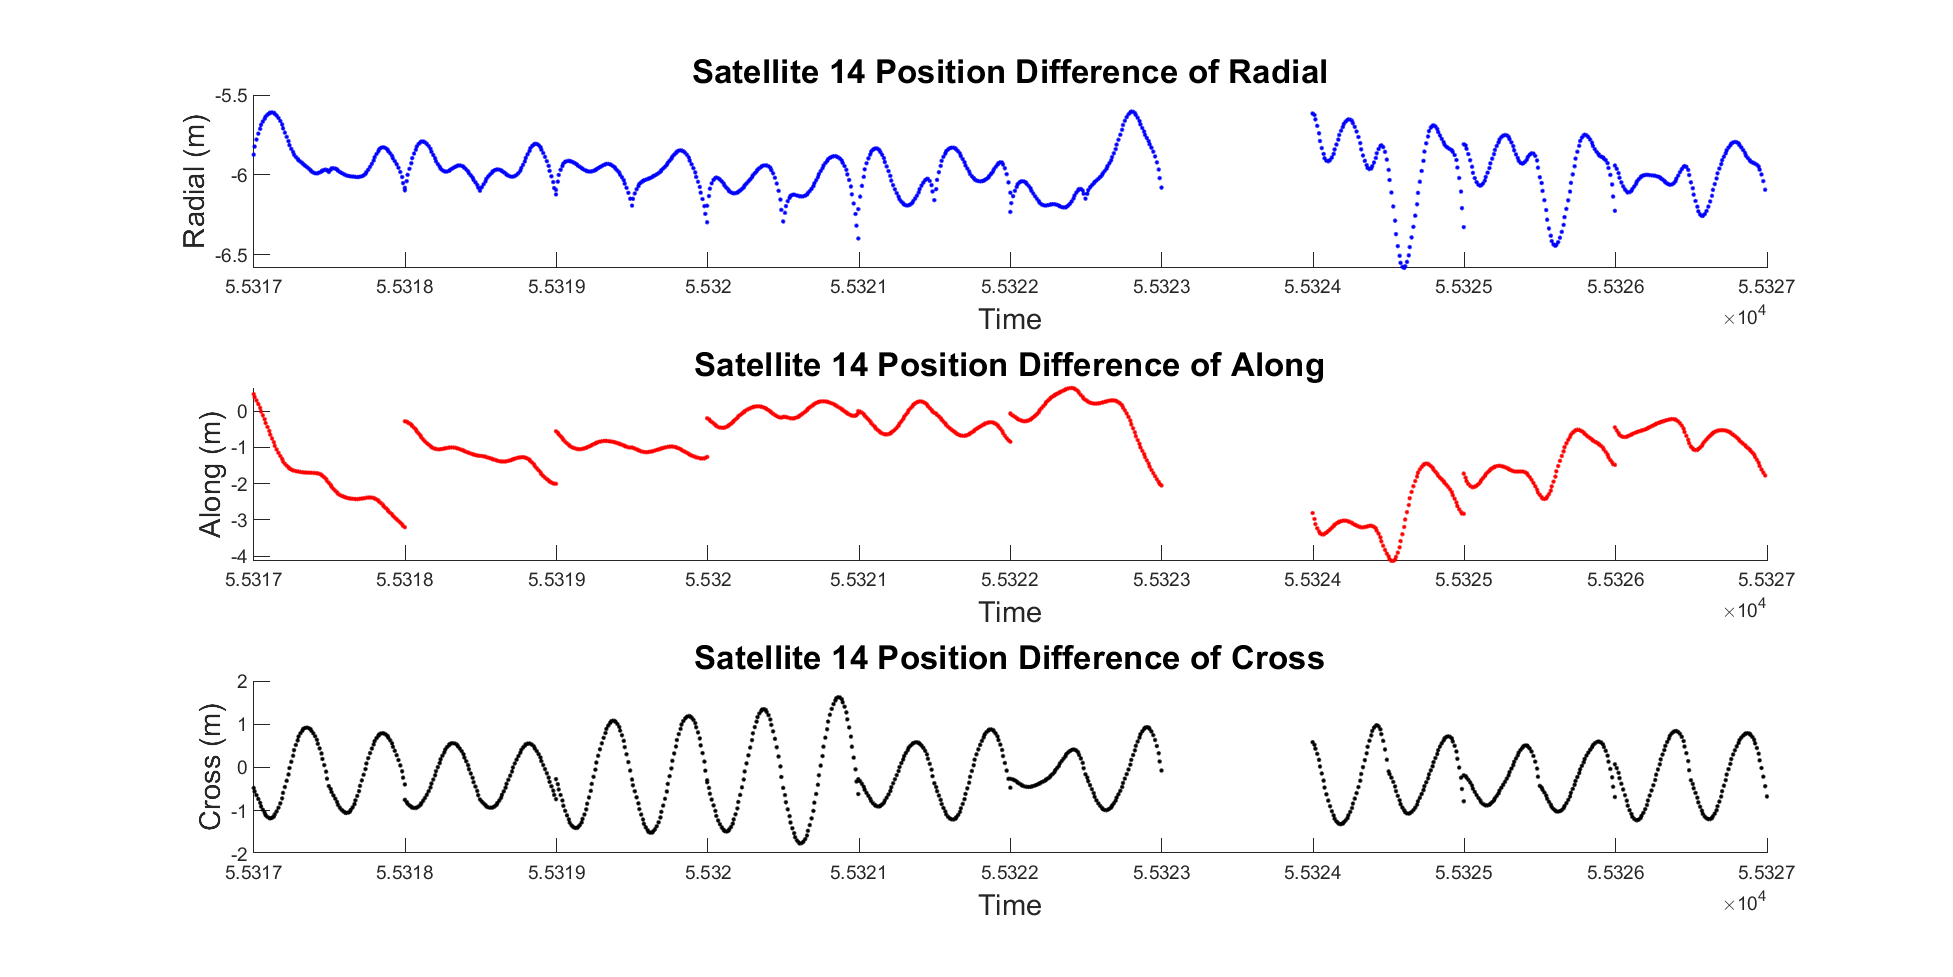 Satellite 14 Position Difference of Radial
Radial (m)
-5.5
-6
-6.5
5.5317 5.5318 5.5319 5.532 5.5321 5.5322 5.5323 5.5324 5.5325 5.5326 5.5327
Time
×10^4
Satellite 14 Position Difference of Along
Along (m)
0
-1
-2
-3
-4
5.5317 5.5318 5.5319 5.532 5.5321 5.5322 5.5323 5.5324 5.5325 5.5326 5.5327
Time
×10^4
Satellite 14 Position Difference of Cross
Cross (m)
2
1
0
-1
-2
5.5317 5.5318 5.5319 5.532 5.5321 5.5322 5.5323 5.5324 5.5325 5.5326 5.5327
Time
×10^4